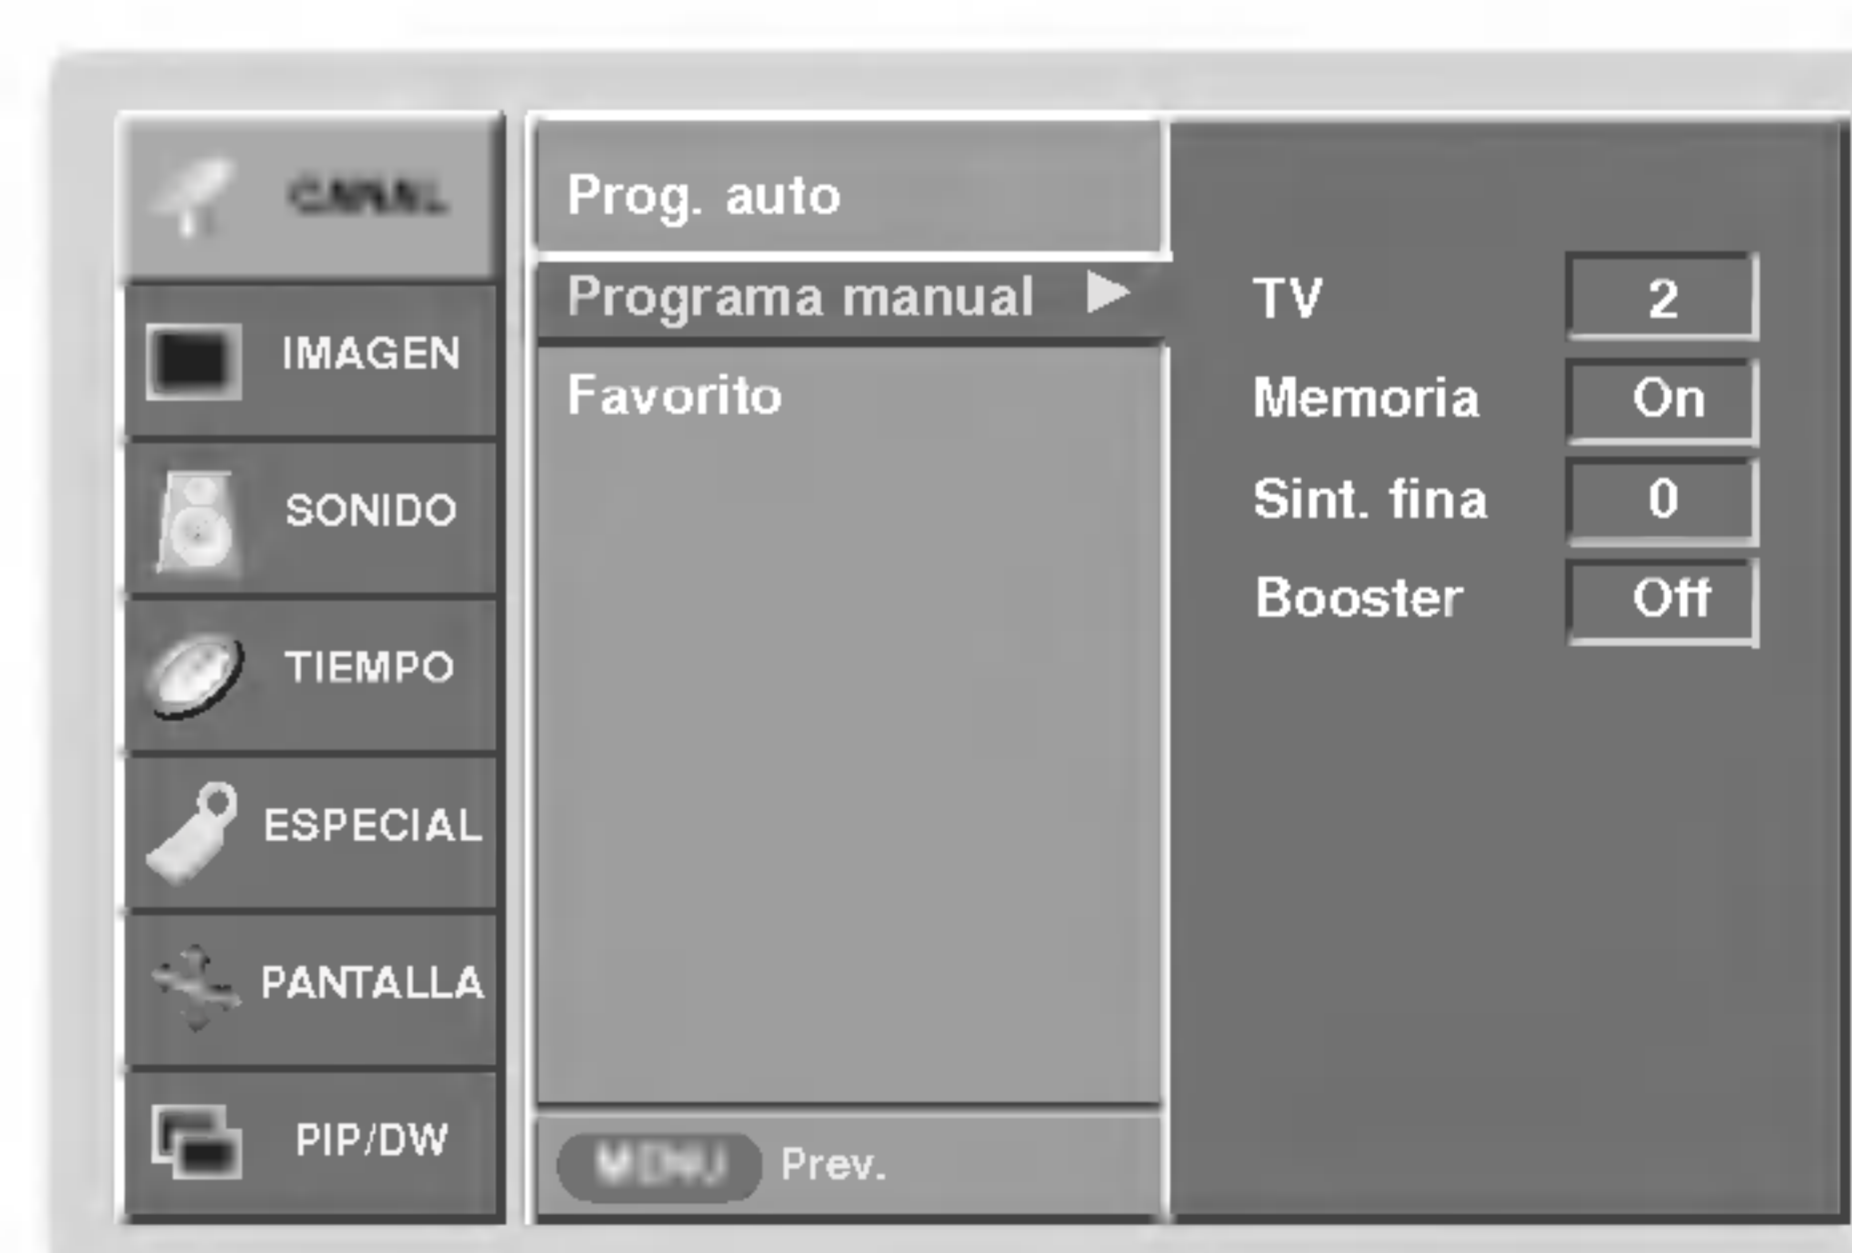 CANAL
IMAGEN
SONIDO
TIEMPO
ESPECIAL
PANTALLA
PIP/DW
Prog. auto
Programa manual
Favorito
MENU Prev.
TV 2
Memoria On
Sint. fina 0
Booster Off